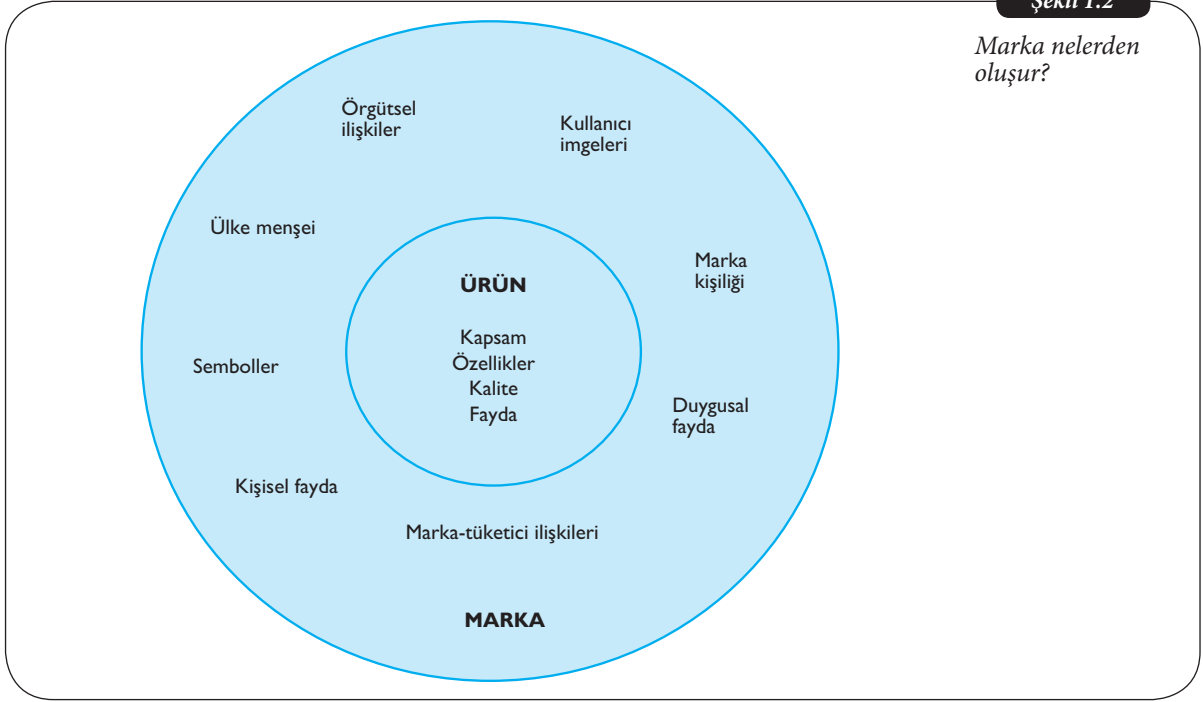 Şekil 1.2
Marka nelerden
oluşur?
Örgütsel
ilişkiler
Kullanıcı
imgeleri
Ülke menşei
Marka
kişiliği
ÜRÜN
Kapsam
Özellikler
Kalite
Fayda
Semboller
Duygusal
fayda
Kişisel fayda
Marka-tüketici ilişkileri
MARKA